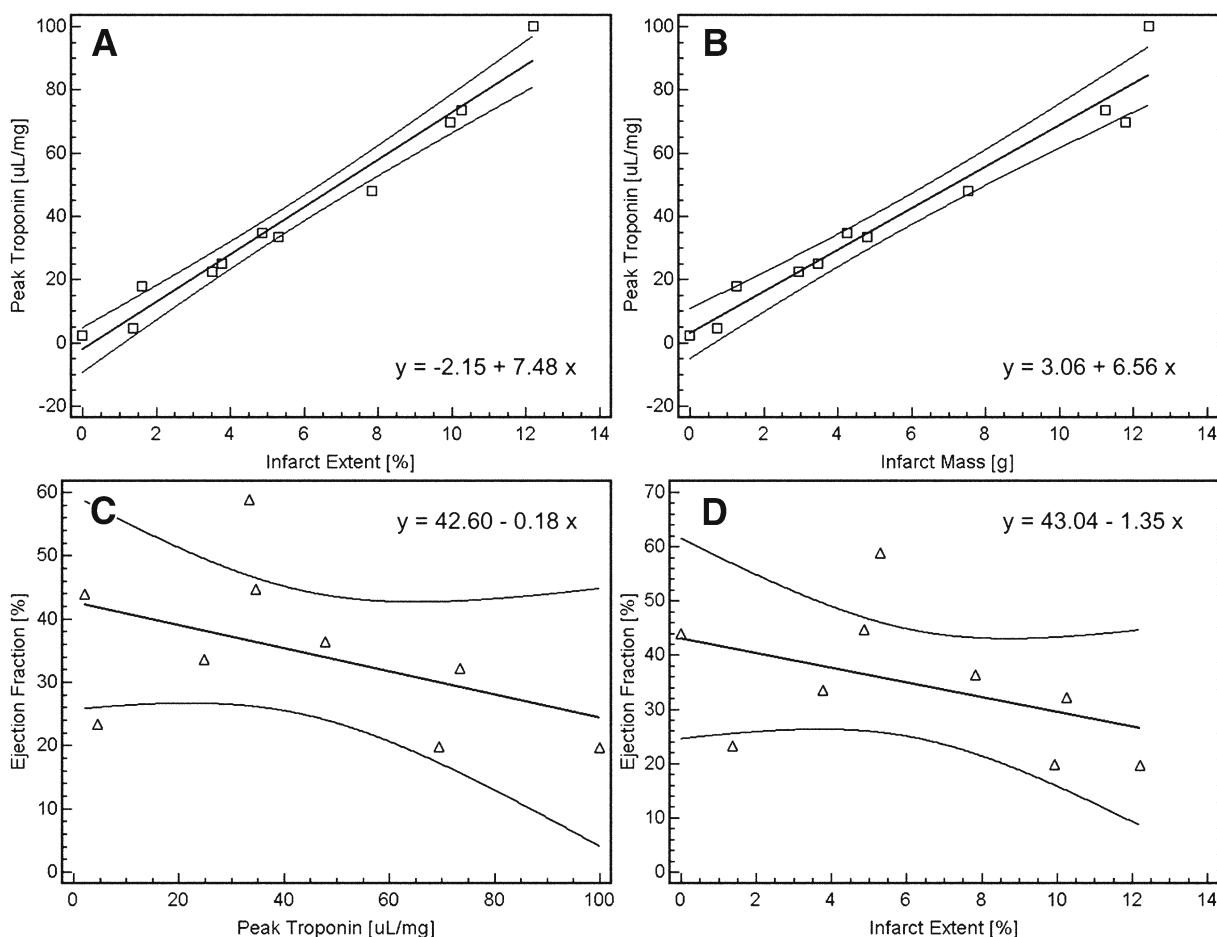 A
100
80
60
40
20
0
-20
Peak Troponin [uL/mg]
y = -2.15 + 7.48 x
0 2 4 6 8 10 12 14
Infarct Extent [%]
B
100
80
60
40
20
0
-20
Peak Troponin [uL/mg]
y = 3.06 + 6.56 x
0 2 4 6 8 10 12 14
Infarct Mass [g]
C
60
50
40
30
20
10
0
Ejection Fraction [%]
y = 42.60 - 0.18 x
0 20 40 60 80 100
Peak Troponin [uL/mg]
D
70
60
50
40
30
20
10
0
Ejection Fraction [%]
y = 43.04 - 1.35 x
0 2 4 6 8 10 12 14
Infarct Extent [%]